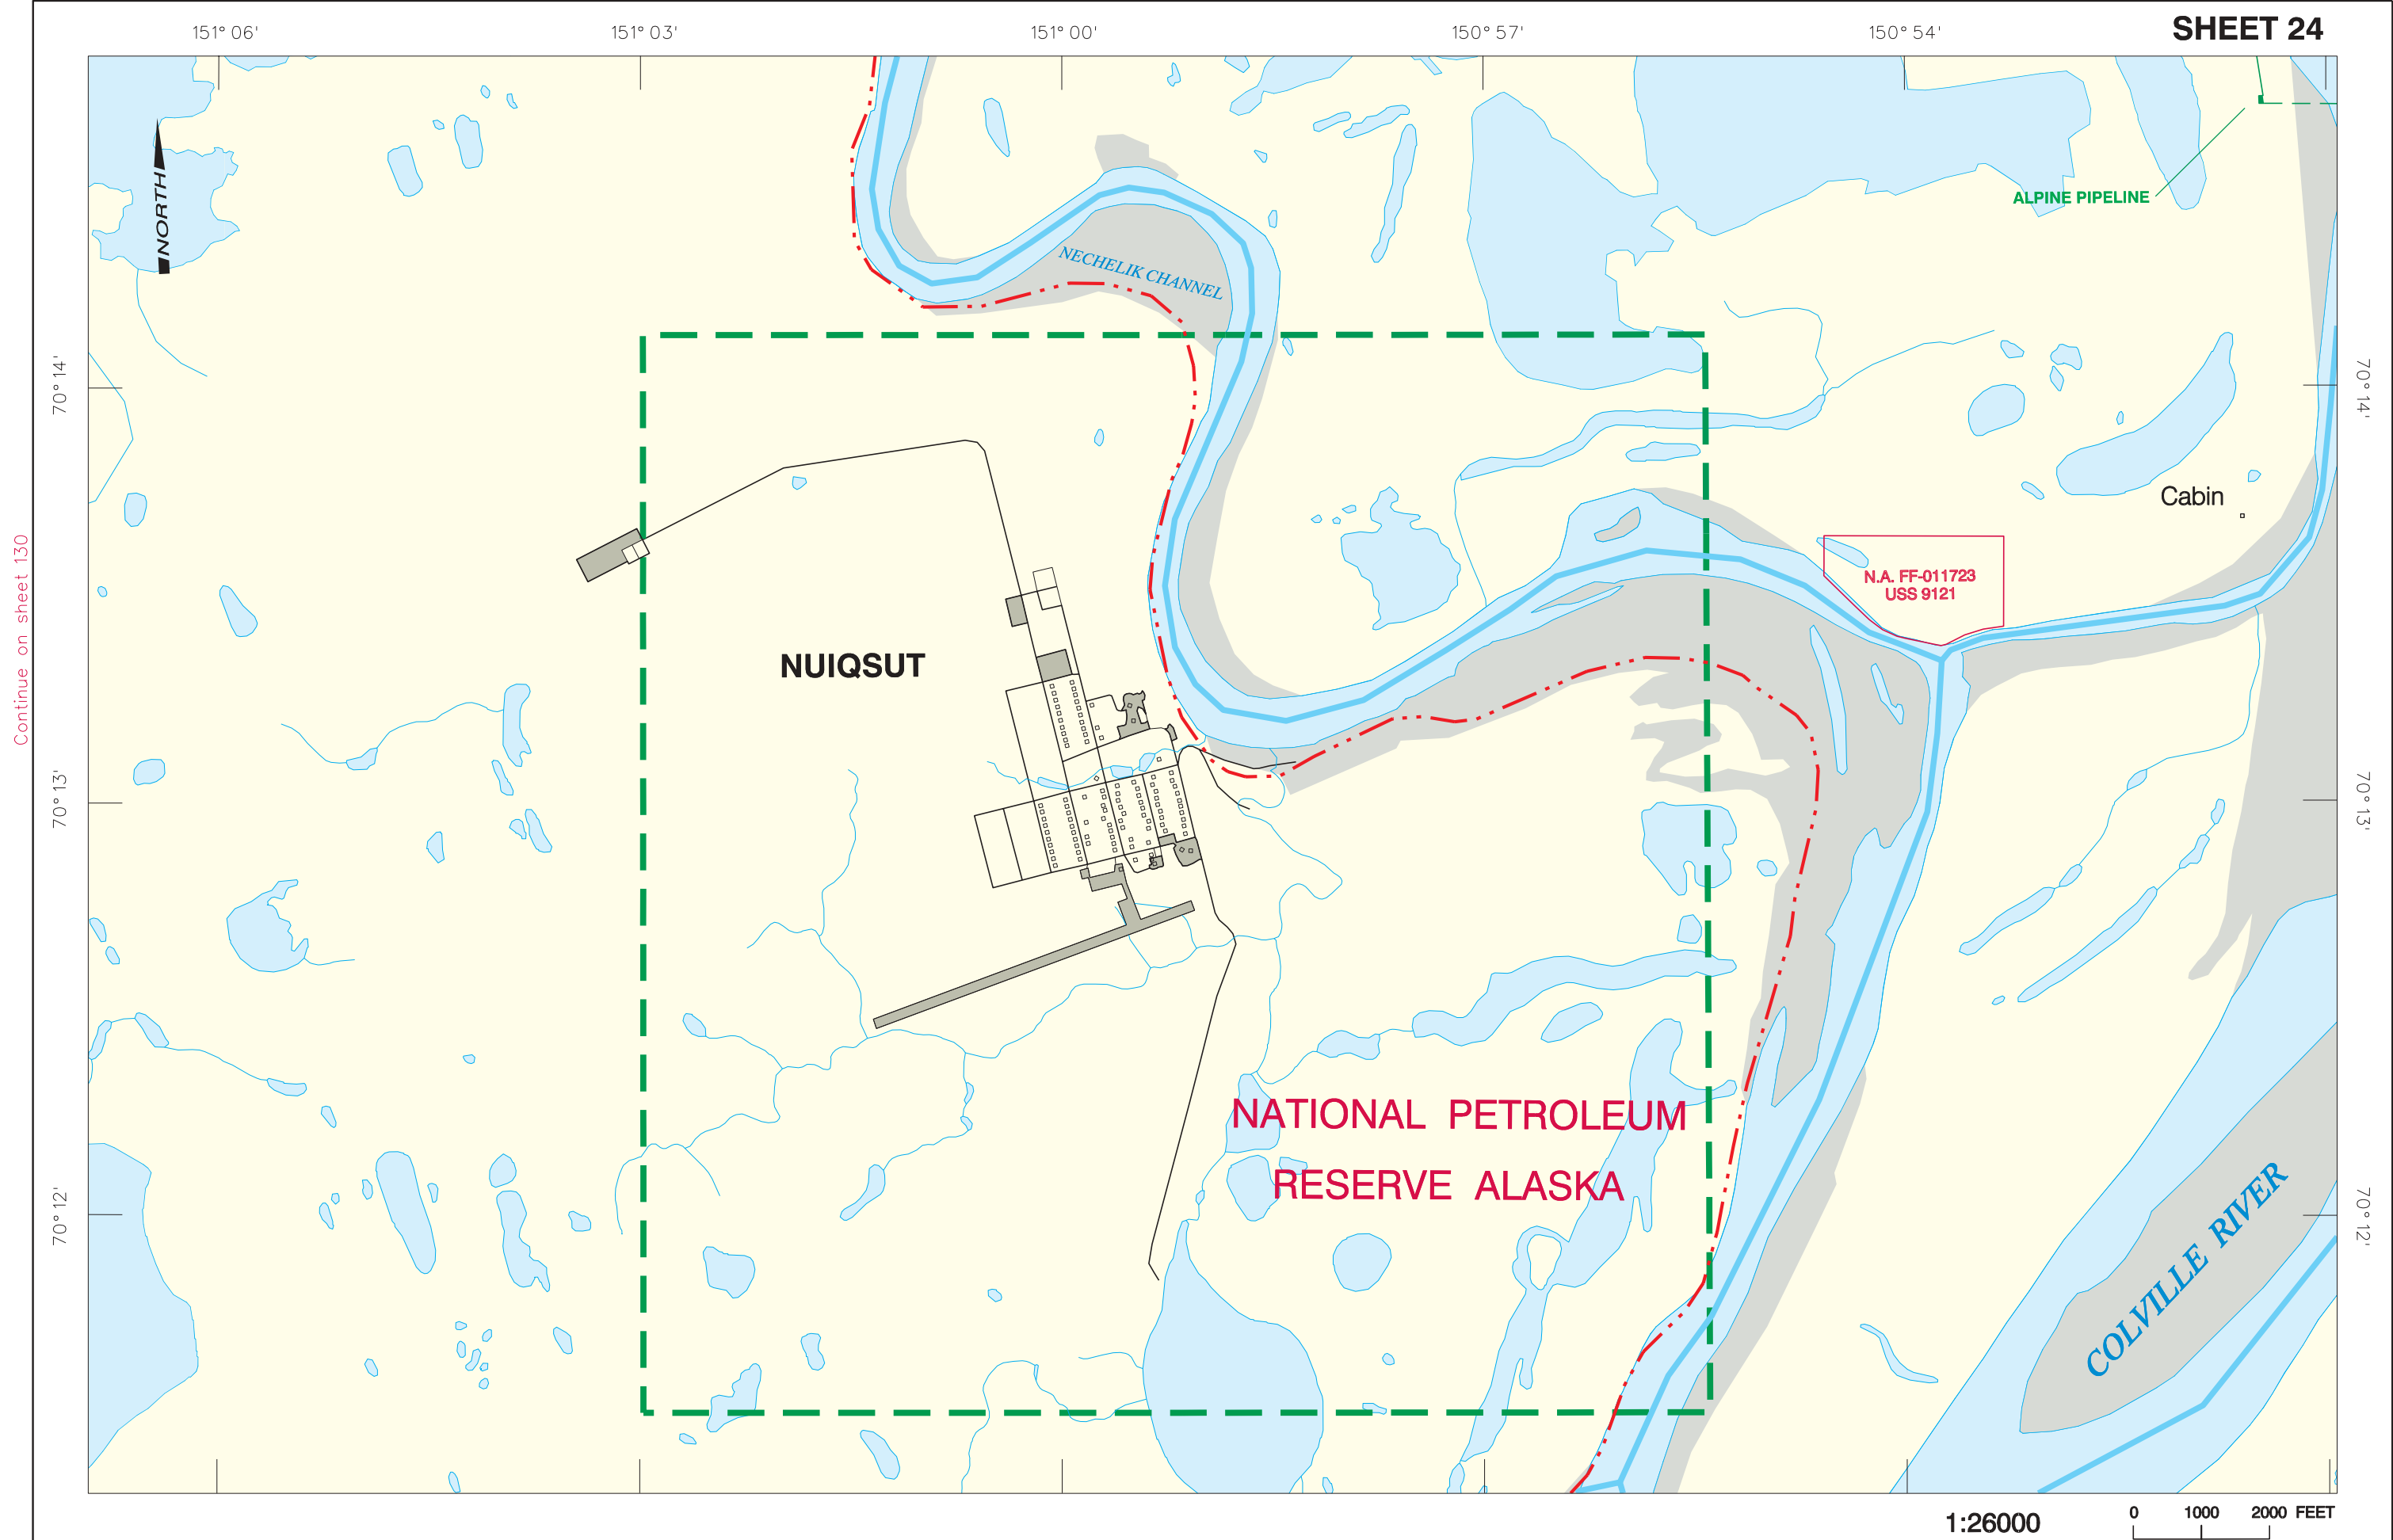 SHEET 24
151° 06'
151° 03'
151° 00'
150° 57'
150° 54'
NORTH
ALPINE PIPELINE
NECHELIK CHANNEL
70° 14'
70° 14'
Cabin
Continue on sheet 130
N.A. FF-011723
USS 9121
NUIQSUT
70° 13'
70° 13'
NATIONAL PETROLEUM
RESERVE ALASKA
70° 12'
70° 12'
COLVILLE RIVER
1:26000
0 1000 2000 FEET